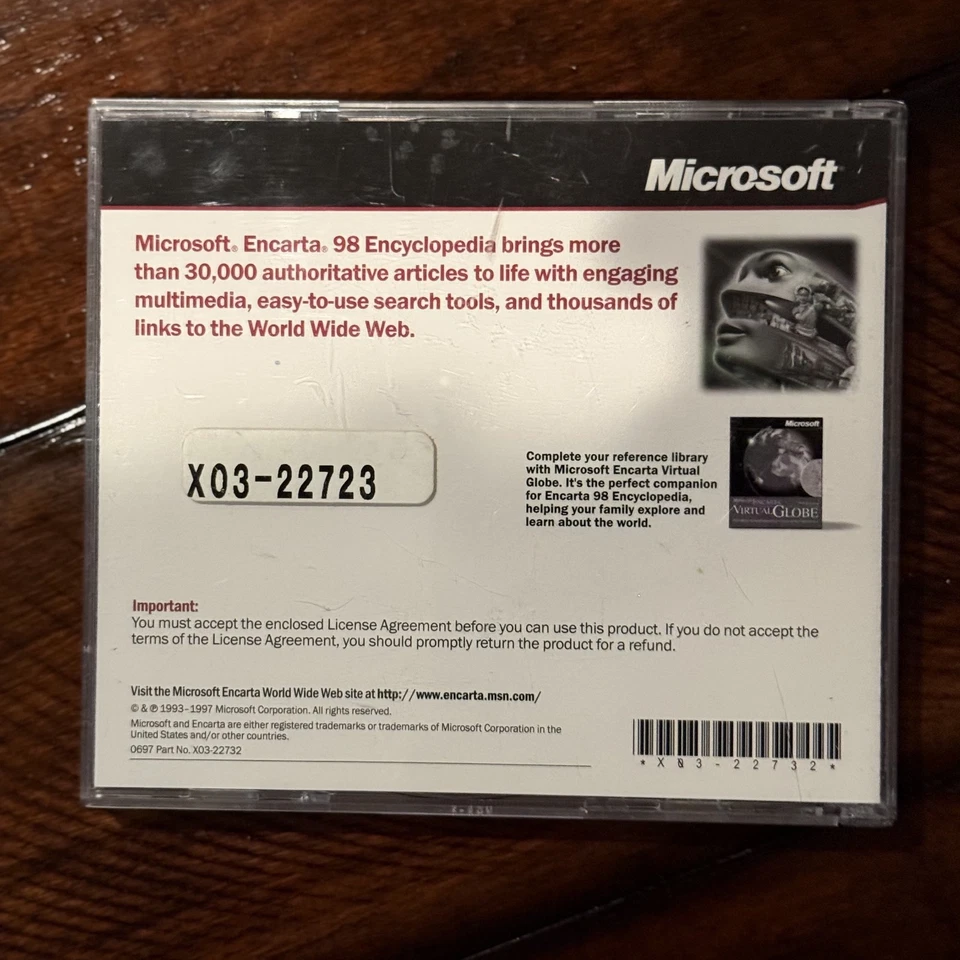 Microsoft
Microsoft® Encarta® 98 Encyclopedia brings more
than 30,000 authoritative articles to life with engaging
multimedia, easy-to-use search tools, and thousands of
links to the World Wide Web.
X03-22723
Complete your reference library
with Microsoft Encarta Virtual
Globe. It's the perfect companion
for Encarta 98 Encyclopedia,
helping your family explore and
learn about the world.
Microsoft
VIRTUAL GLOBE
Important:
You must accept the enclosed License Agreement before you can use this product. If you do not accept the
terms of the License Agreement, you should promptly return the product for a refund.
Visit the Microsoft Encarta World Wide Web site at http://www.encarta.msn.com/
© & ℗ 1993-1997 Microsoft Corporation. All rights reserved.
Microsoft and Encarta are either registered trademarks or trademarks of Microsoft Corporation in the
United States and/or other countries.
0697 Part No. X03-22732
*X03-22732*